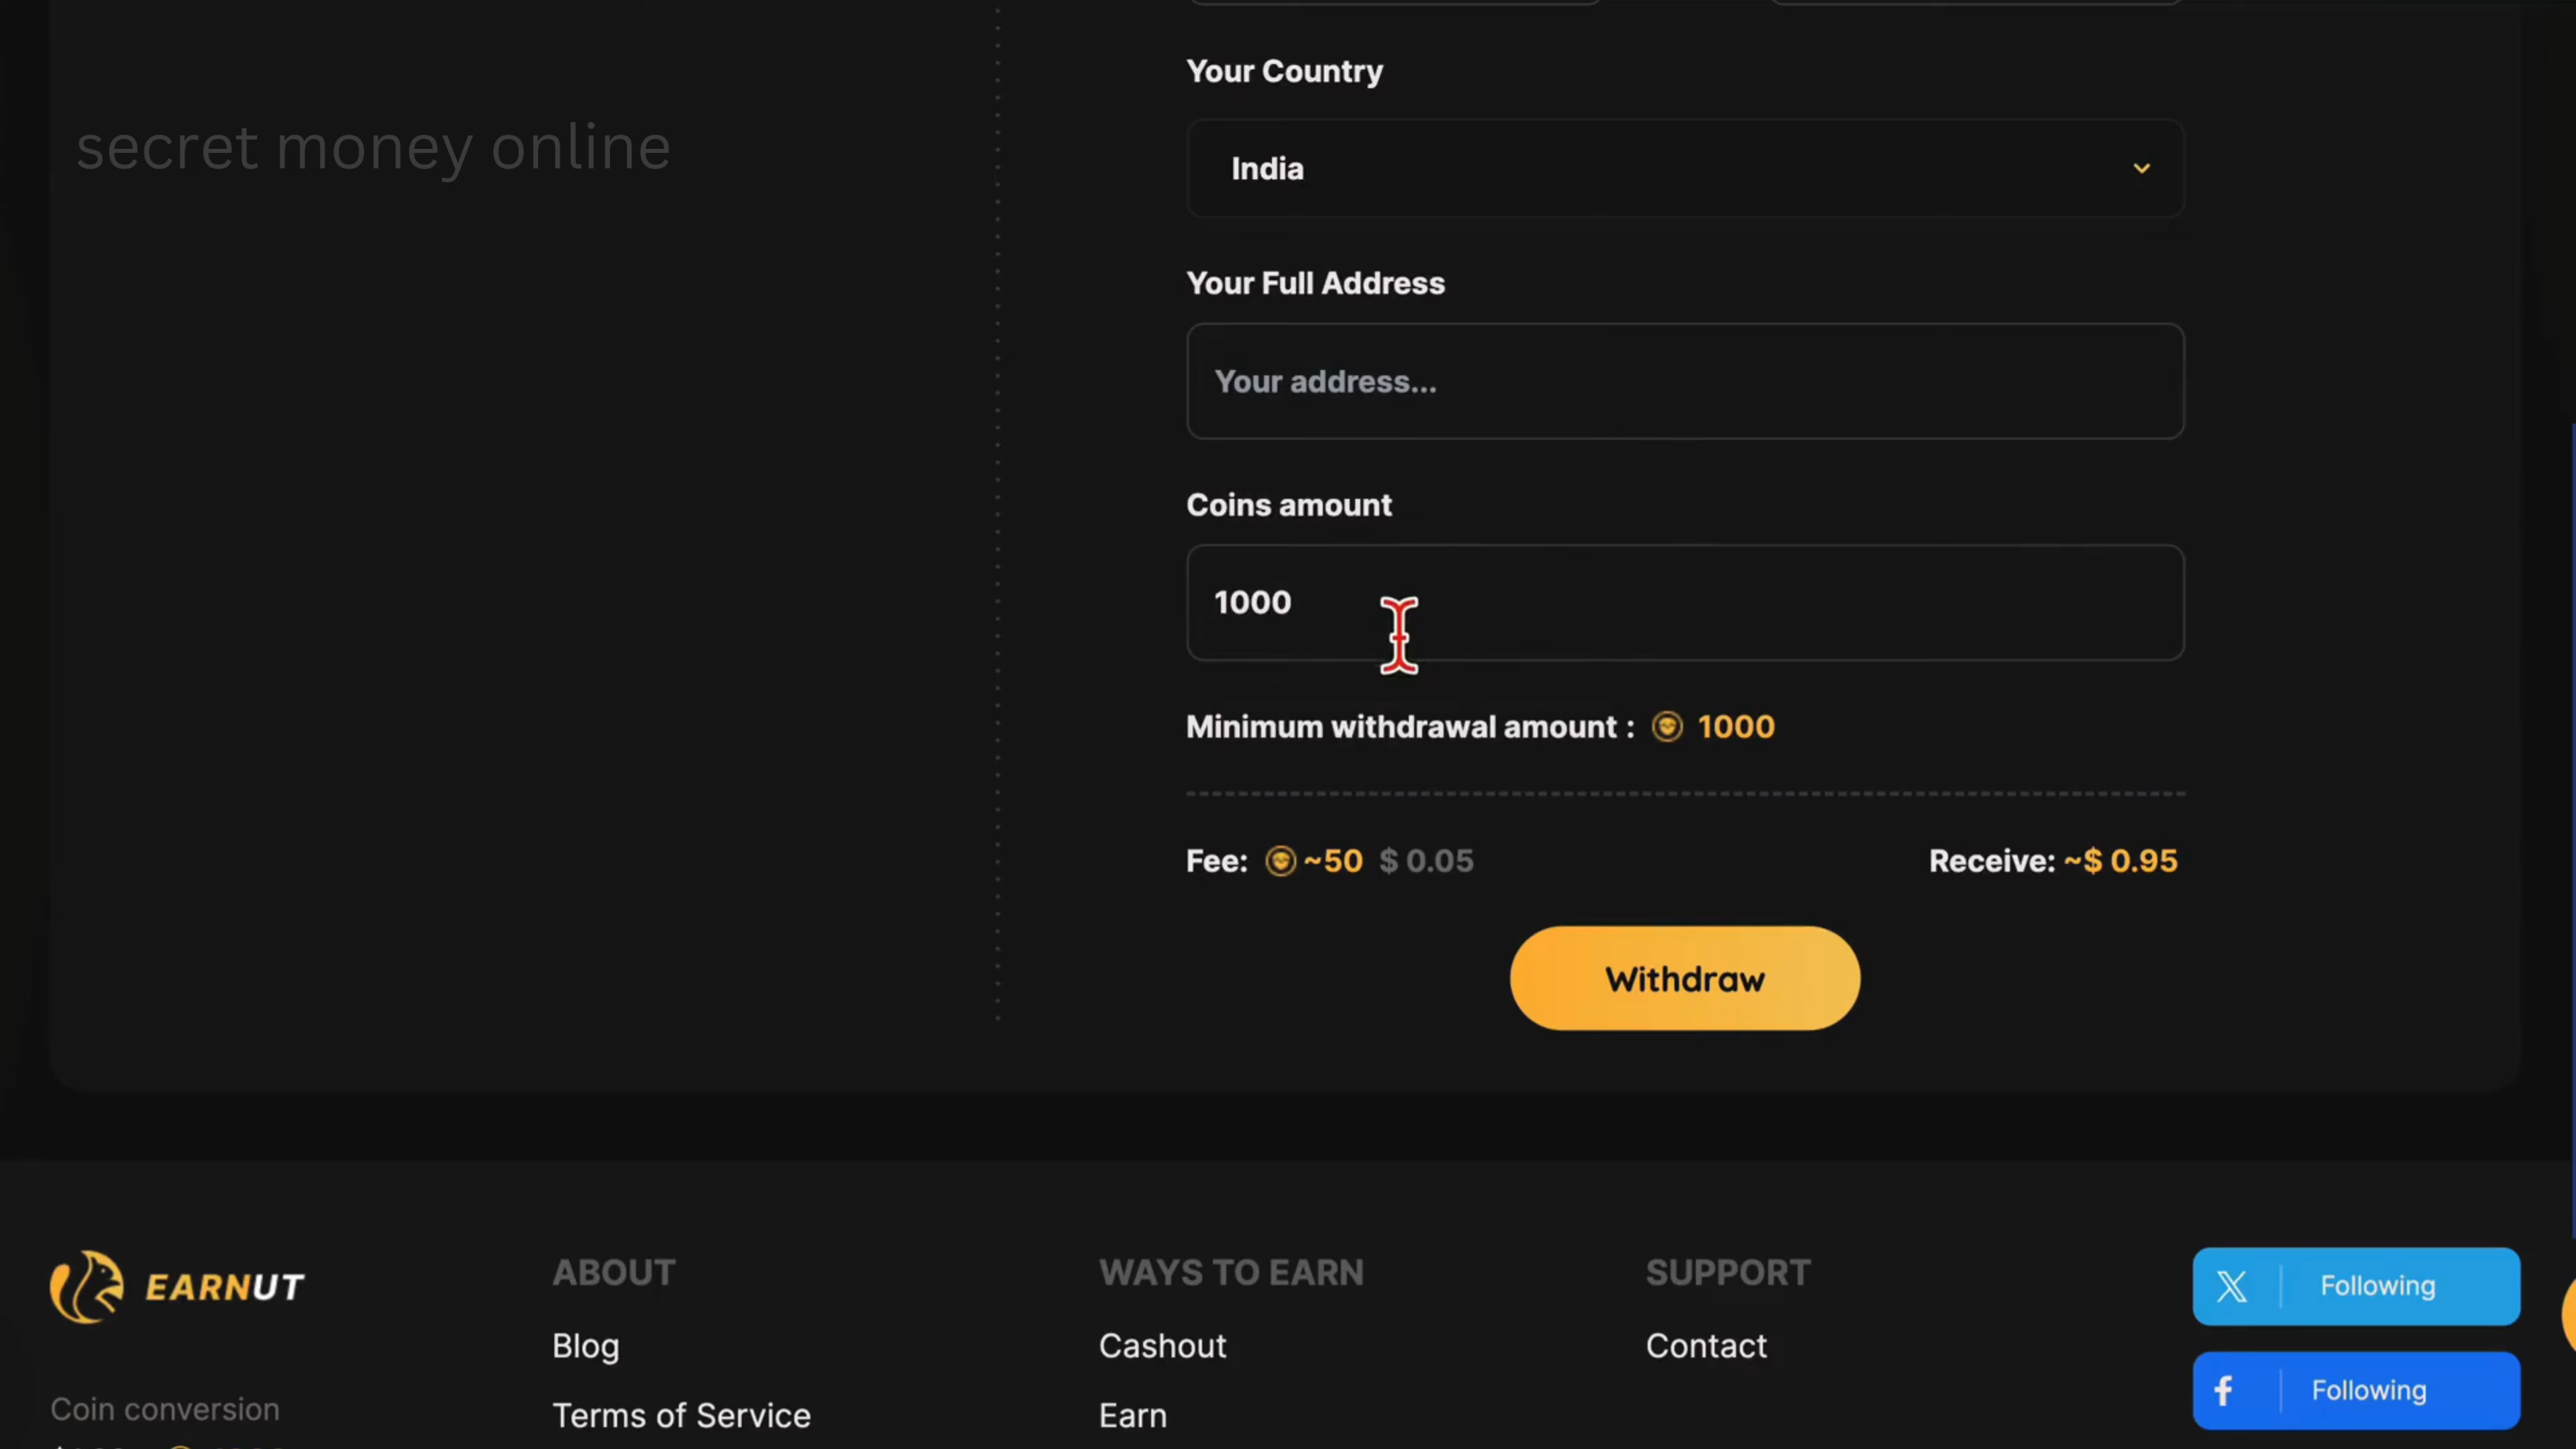 Your Country
secret money online
India
Your Full Address
Your address...
Coins amount
1000
Minimum withdrawal amount : 1000
Fee: ~50 $ 0.05 Receive: ~$ 0.95
Withdraw
EARNUT
ABOUT
WAYS TO EARN
SUPPORT
Following
Blog
Cashout
Contact
Following
Coin conversion
Terms of Service
Earn